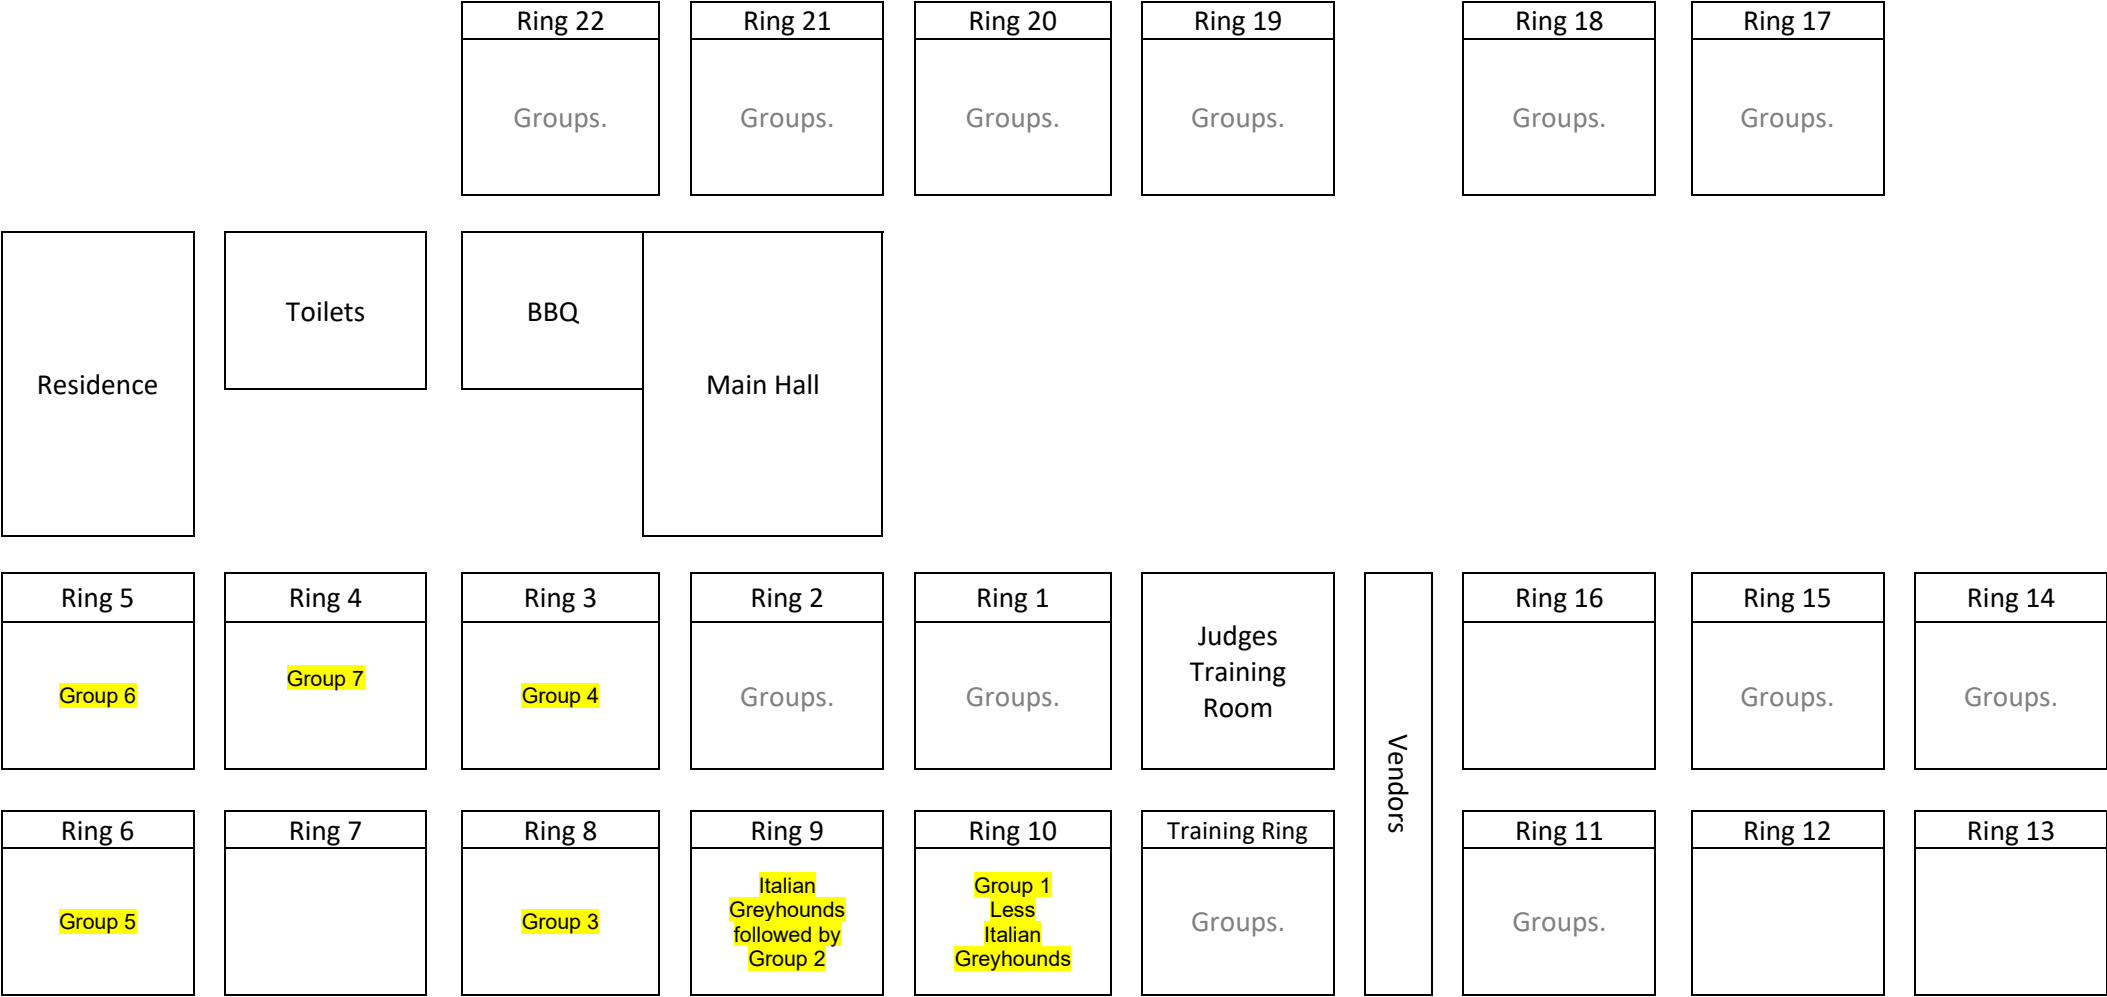 Ring 22
Ring 21
Ring 20
Ring 19
Ring 18
Ring 17
Groups.
Groups.
Groups.
Groups.
Groups.
Groups.
Residence
Toilets
BBQ
Main Hall
Ring 5
Ring 4
Ring 3
Ring 2
Ring 1
Judges
Training
Room
Vendors
Ring 16
Ring 15
Ring 14
Group 6
Group 7
Group 4
Groups.
Groups.
Groups.
Groups.
Ring 6
Ring 7
Ring 8
Ring 9
Ring 10
Training Ring
Ring 11
Ring 12
Ring 13
Group 5
Group 3
Italian
Greyhounds
followed by
Group 2
Group 1
Less
Italian
Greyhounds
Groups.
Groups.